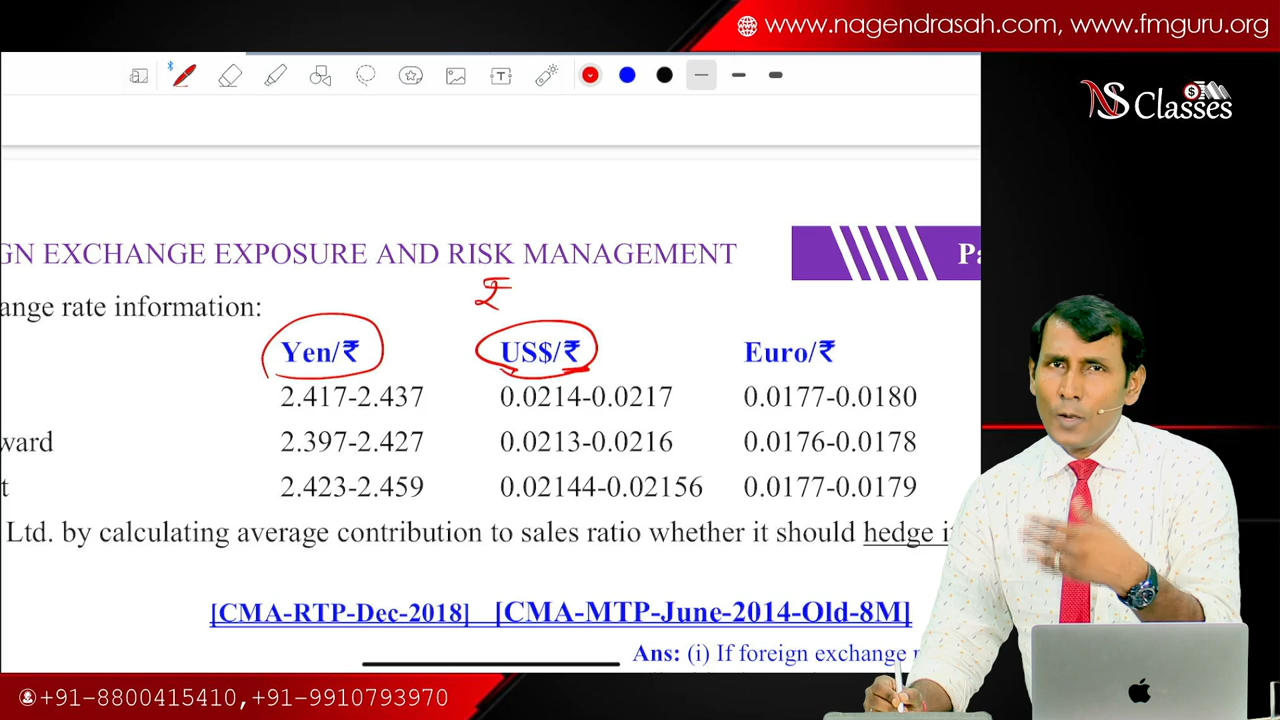 www.nagendrasah.com, www.fmguru.org
NS Classes
GN EXCHANGE EXPOSURE AND RISK MANAGEMENT
Pa
ange rate information:
₹
Yen/₹ US$/₹ Euro/₹
2.417-2.437 0.0214-0.0217 0.0177-0.0180
ward 2.397-2.427 0.0213-0.0216 0.0176-0.0178
t 2.423-2.459 0.02144-0.02156 0.0177-0.0179
Ltd. by calculating average contribution to sales ratio whether it should hedge i
[CMA-RTP-Dec-2018] [CMA-MTP-June-2014-Old-8M]
Ans: (i) If foreign exchange
+91-8800415410,+91-9910793970